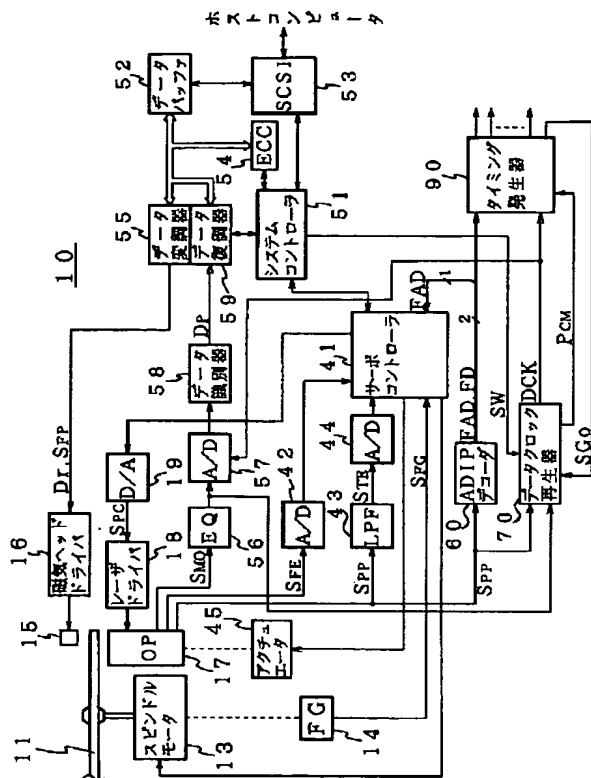 10
ホストコンピュータ
11
スピンドル
モータ
13
FG
14
15
磁気ヘッド
ドライバ
16
Dr,SFP
OP
17
レーザ
ドライバ
18
SPC
D/A
19
アクチュ
エータ
45
SMO
EQ
56
A/D
57
データ
識別器
58
DP
データ
変調器
55
データ
復調器
59
データ
バッファ
52
SCSI
53
ECC
54
システム
コントローラ
51
SFE
A/D
42
SPP
LPF
43
STE
A/D
44
サーボ
コントローラ
41
SFG
FAD
1
2
SPP
ADIP
デコーダ
60
FAD,FD
データクロック
再生器
70
DCK
SW
PCM
SGo
タイミング
発生器
90